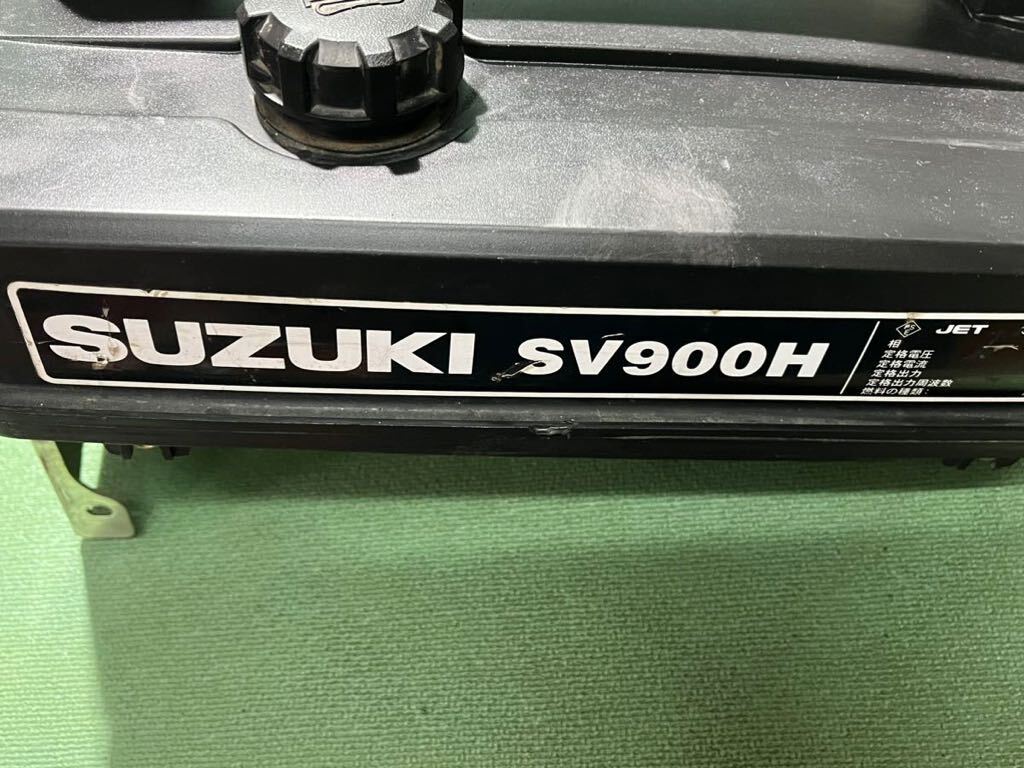 SUZUKI SV900H
PS
E JET
相
定格電圧
定格電流
定格出力
定格出力周波数
燃料の種類: